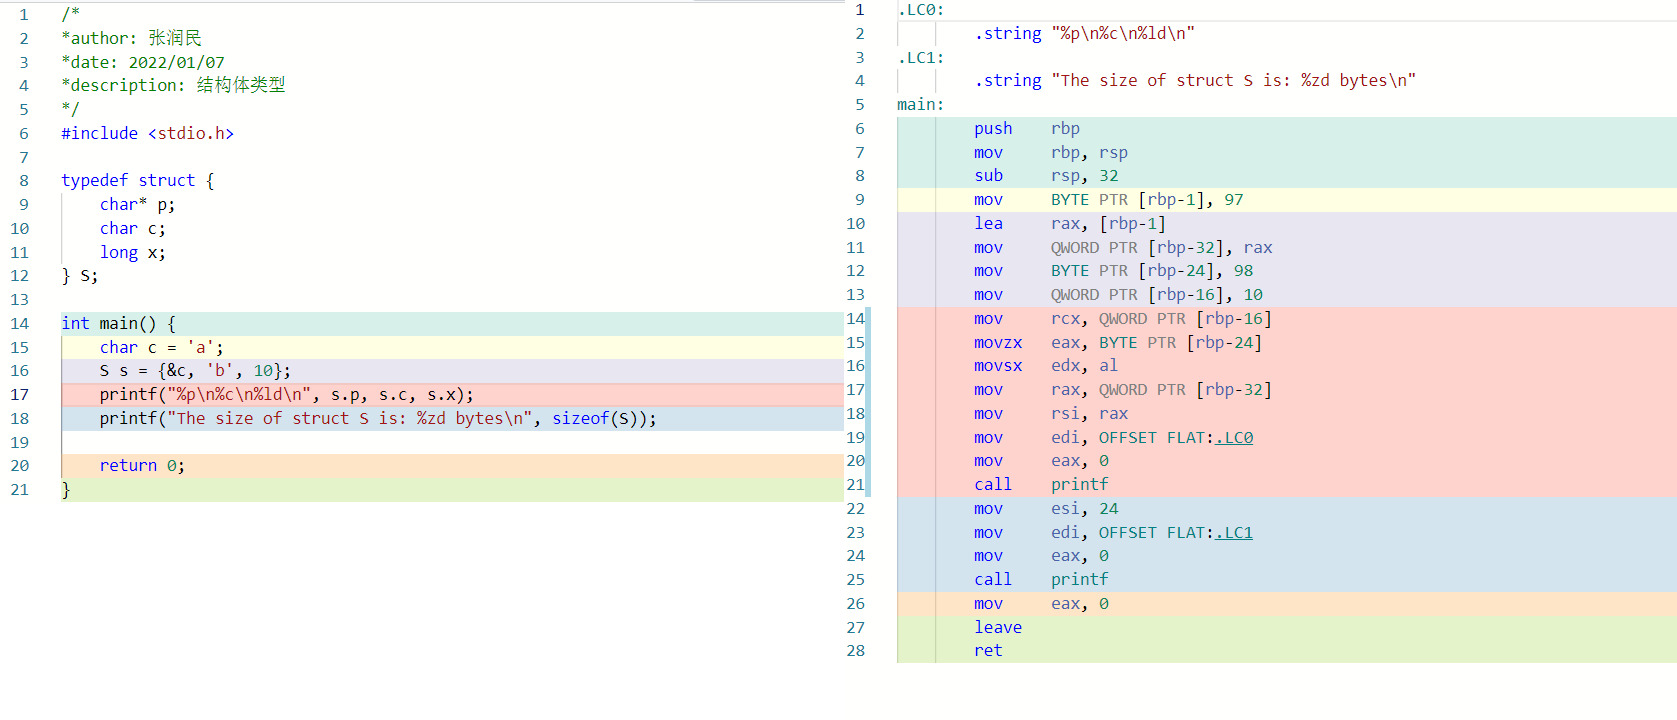 1 /*
2 *author: 张润民
3 *date: 2022/01/07
4 *description: 结构体类型
5 */
6 #include <stdio.h>
7
8 typedef struct {
9     char* p;
10     char c;
11     long x;
12 } S;
13
14 int main() {
15     char c = 'a';
16     S s = {&c, 'b', 10};
17     printf("%p\n%c\n%ld\n", s.p, s.c, s.x);
18     printf("The size of struct S is: %zd bytes\n", sizeof(S));
19
20     return 0;
21 }
1 .LC0:
2         .string "%p\n%c\n%ld\n"
3 .LC1:
4         .string "The size of struct S is: %zd bytes\n"
5 main:
6         push    rbp
7         mov     rbp, rsp
8         sub     rsp, 32
9         mov     BYTE PTR [rbp-1], 97
10         lea     rax, [rbp-1]
11         mov     QWORD PTR [rbp-32], rax
12         mov     BYTE PTR [rbp-24], 98
13         mov     QWORD PTR [rbp-16], 10
14         mov     rcx, QWORD PTR [rbp-16]
15         movzx   eax, BYTE PTR [rbp-24]
16         movsx   edx, al
17         mov     rax, QWORD PTR [rbp-32]
18         mov     rsi, rax
19         mov     edi, OFFSET FLAT:.LC0
20         mov     eax, 0
21         call    printf
22         mov     esi, 24
23         mov     edi, OFFSET FLAT:.LC1
24         mov     eax, 0
25         call    printf
26         mov     eax, 0
27         leave
28         ret